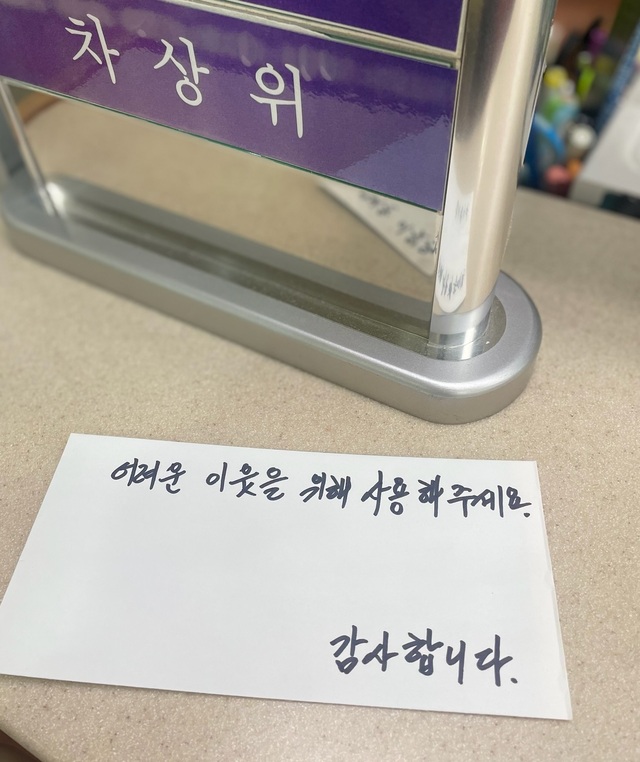 차상위
어려운 이웃을 위해 사용해주세요.
감사합니다.